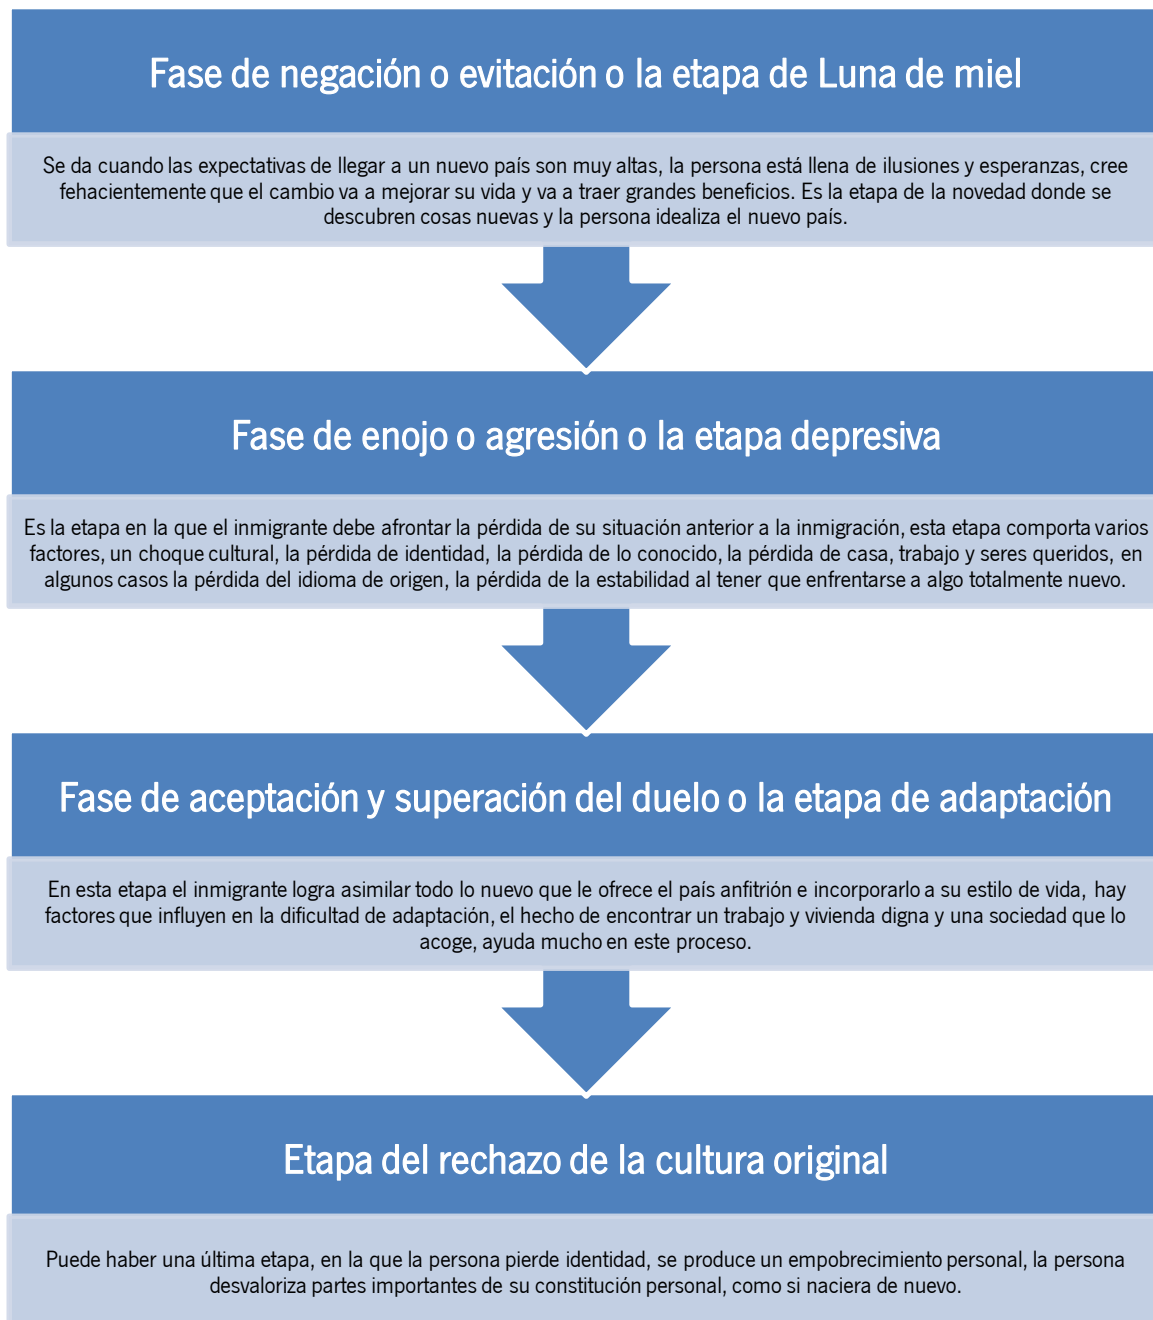 Fase de negación o evitación o la etapa de Luna de miel
Se da cuando las expectativas de llegar a un nuevo país son muy altas, la persona está llena de ilusiones y esperanzas, cree
fehacientemente que el cambio va a mejorar su vida y va a traer grandes beneficios. Es la etapa de la novedad donde se
descubren cosas nuevas y la persona idealiza el nuevo país.
Fase de enojo o agresión o la etapa depresiva
Es la etapa en la que el inmigrante debe afrontar la pérdida de su situación anterior a la inmigración, esta etapa comporta varios
factores, un choque cultural, la pérdida de identidad, la pérdida de lo conocido, la pérdida de casa, trabajo y seres queridos, en
algunos casos la pérdida del idioma de origen, la pérdida de la estabilidad al tener que enfrentarse a algo totalmente nuevo.
Fase de aceptación y superación del duelo o la etapa de adaptación
En esta etapa el inmigrante logra asimilar todo lo nuevo que le ofrece el país anfitrión e incorporarlo a su estilo de vida, hay
factores que influyen en la dificultad de adaptación, el hecho de encontrar un trabajo y vivienda digna y una sociedad que lo
acoge, ayuda mucho en este proceso.
Etapa del rechazo de la cultura original
Puede haber una última etapa, en la que la persona pierde identidad, se produce un empobrecimiento personal, la persona
desvaloriza partes importantes de su constitución personal, como si naciera de nuevo.